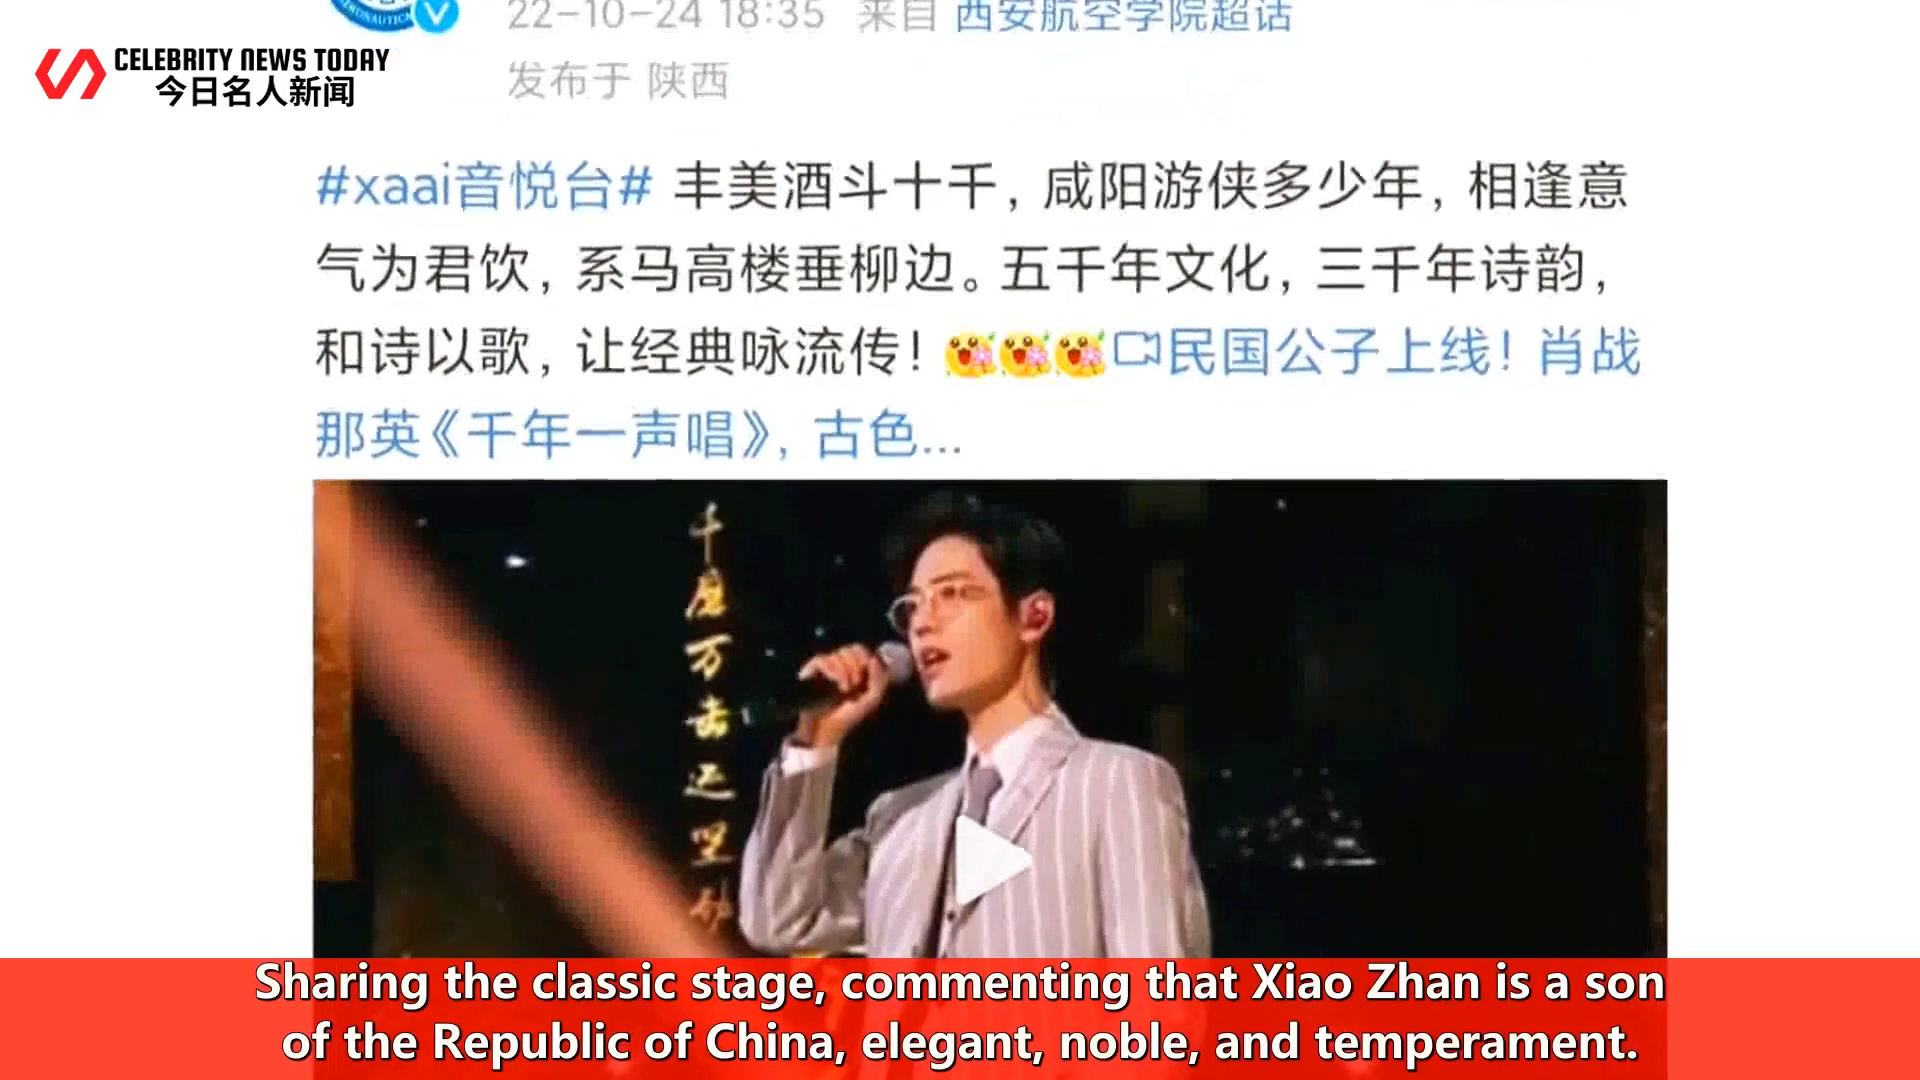 22-10-24 18:35 来自 西安航空学院超话
CELEBRITY NEWS TODAY
今日名人新闻
发布于 陕西
#xaai音悦台# 丰美酒斗十千，咸阳游侠多少年，相逢意
气为君饮，系马高楼垂柳边。五千年文化，三千年诗韵，
和诗以歌，让经典咏流传！民国公子上线！肖战
那英《千年一声唱》，古色...
Sharing the classic stage, commenting that Xiao Zhan is a son
of the Republic of China, elegant, noble, and temperament.